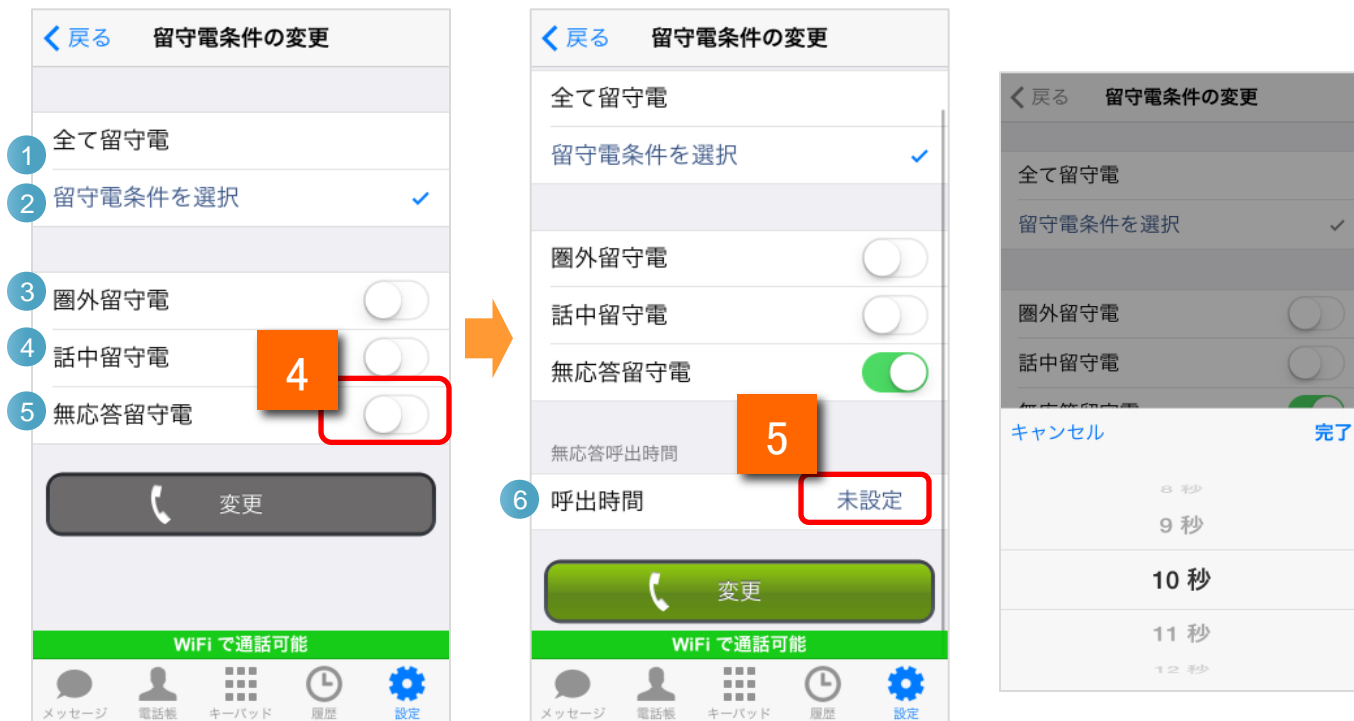 戻る 留守電条件の変更
1 全て留守電
2 留守電条件を選択
3 圏外留守電
4 話中留守電
4
5 無応答留守電
変更
WiFi で通話可能
メッセージ 電話帳 キーパッド 履歴 設定
戻る 留守電条件の変更
全て留守電
留守電条件を選択
圏外留守電
話中留守電
無応答留守電
5
無応答呼出時間
6 呼出時間 未設定
変更
WiFi で通話可能
メッセージ 電話帳 キーパッド 履歴 設定
戻る 留守電条件の変更
全て留守電
留守電条件を選択
圏外留守電
話中留守電
無応答留守電
キャンセル 完了
8 秒
9 秒
10 秒
11 秒
12 秒